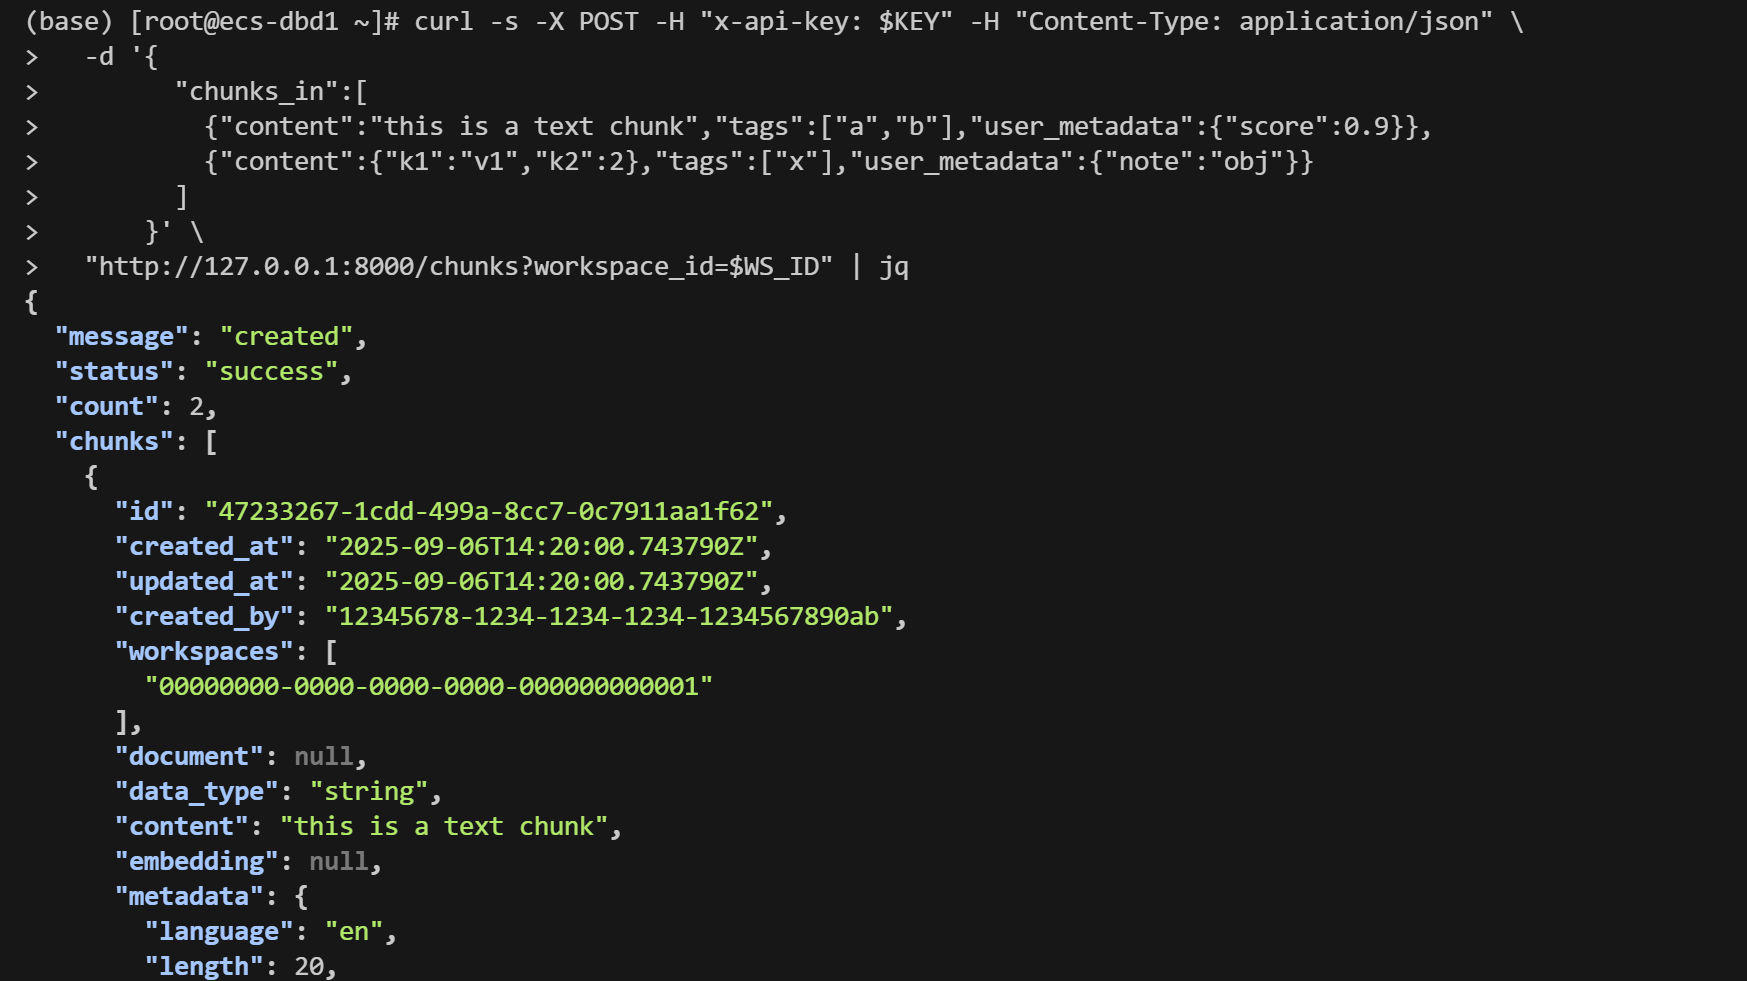 (base) [root@ecs-dbd1 ~]# curl -s -X POST -H "x-api-key: $KEY" -H "Content-Type: application/json" \
>   -d '{
>         "chunks_in":[
>           {"content":"this is a text chunk","tags":["a","b"],"user_metadata":{"score":0.9}},
>           {"content":{"k1":"v1","k2":2},"tags":["x"],"user_metadata":{"note":"obj"}}
>         ]
>       }' \
>   "http://127.0.0.1:8000/chunks?workspace_id=$WS_ID" | jq
{
  "message": "created",
  "status": "success",
  "count": 2,
  "chunks": [
    {
      "id": "47233267-1cdd-499a-8cc7-0c7911aa1f62",
      "created_at": "2025-09-06T14:20:00.743790Z",
      "updated_at": "2025-09-06T14:20:00.743790Z",
      "created_by": "12345678-1234-1234-1234-1234567890ab",
      "workspaces": [
        "00000000-0000-0000-0000-000000000001"
      ],
      "document": null,
      "data_type": "string",
      "content": "this is a text chunk",
      "embedding": null,
      "metadata": {
        "language": "en",
        "length": 20,